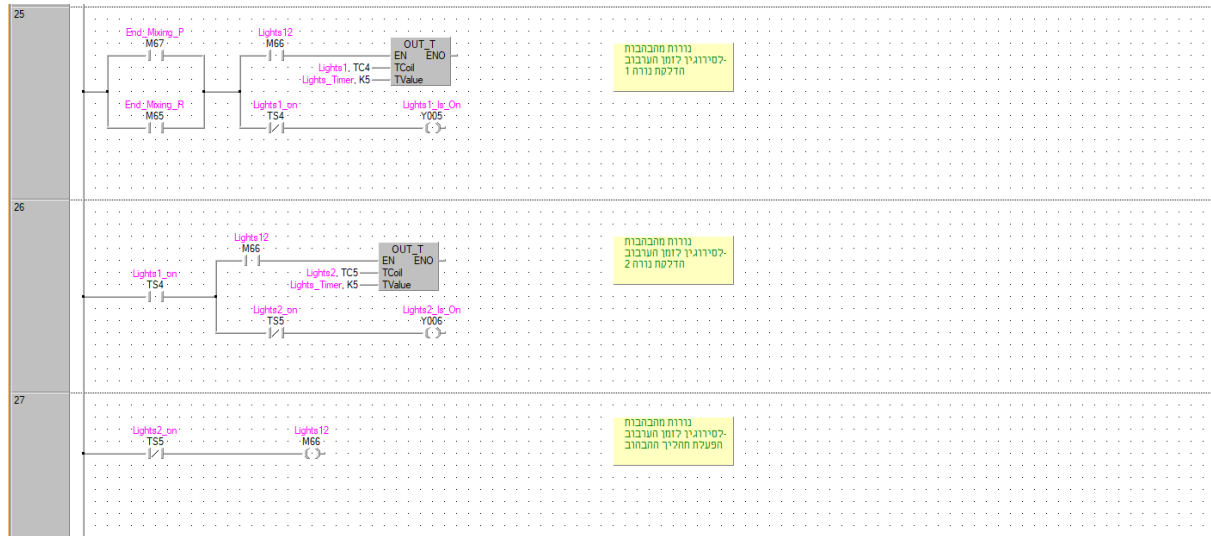 25
End_Mixing_P
M67
Lights12
M66
OUT_T
EN ENO
Lights1, TC4 TCoil
Lights_Timer, K5 TValue
End_Mixing_R
M65
Lights1_on
TS4
Lights1_Is_On
Y005
נורות מהבהבות
לסירוגין לזמן הערבוב-
הדלקת נורה 1
26
Lights12
M66
OUT_T
EN ENO
Lights2, TC5 TCoil
Lights_Timer, K5 TValue
Lights1_on
TS4
Lights2_on
TS5
Lights2_Is_On
Y006
נורות מהבהבות
לסירוגין לזמן הערבוב-
הדלקת נורה 2
27
Lights2_on
TS5
Lights12
M66
נורות מהבהבות
לסירוגין לזמן הערבוב-
הפעלת תהליך ההבהוב